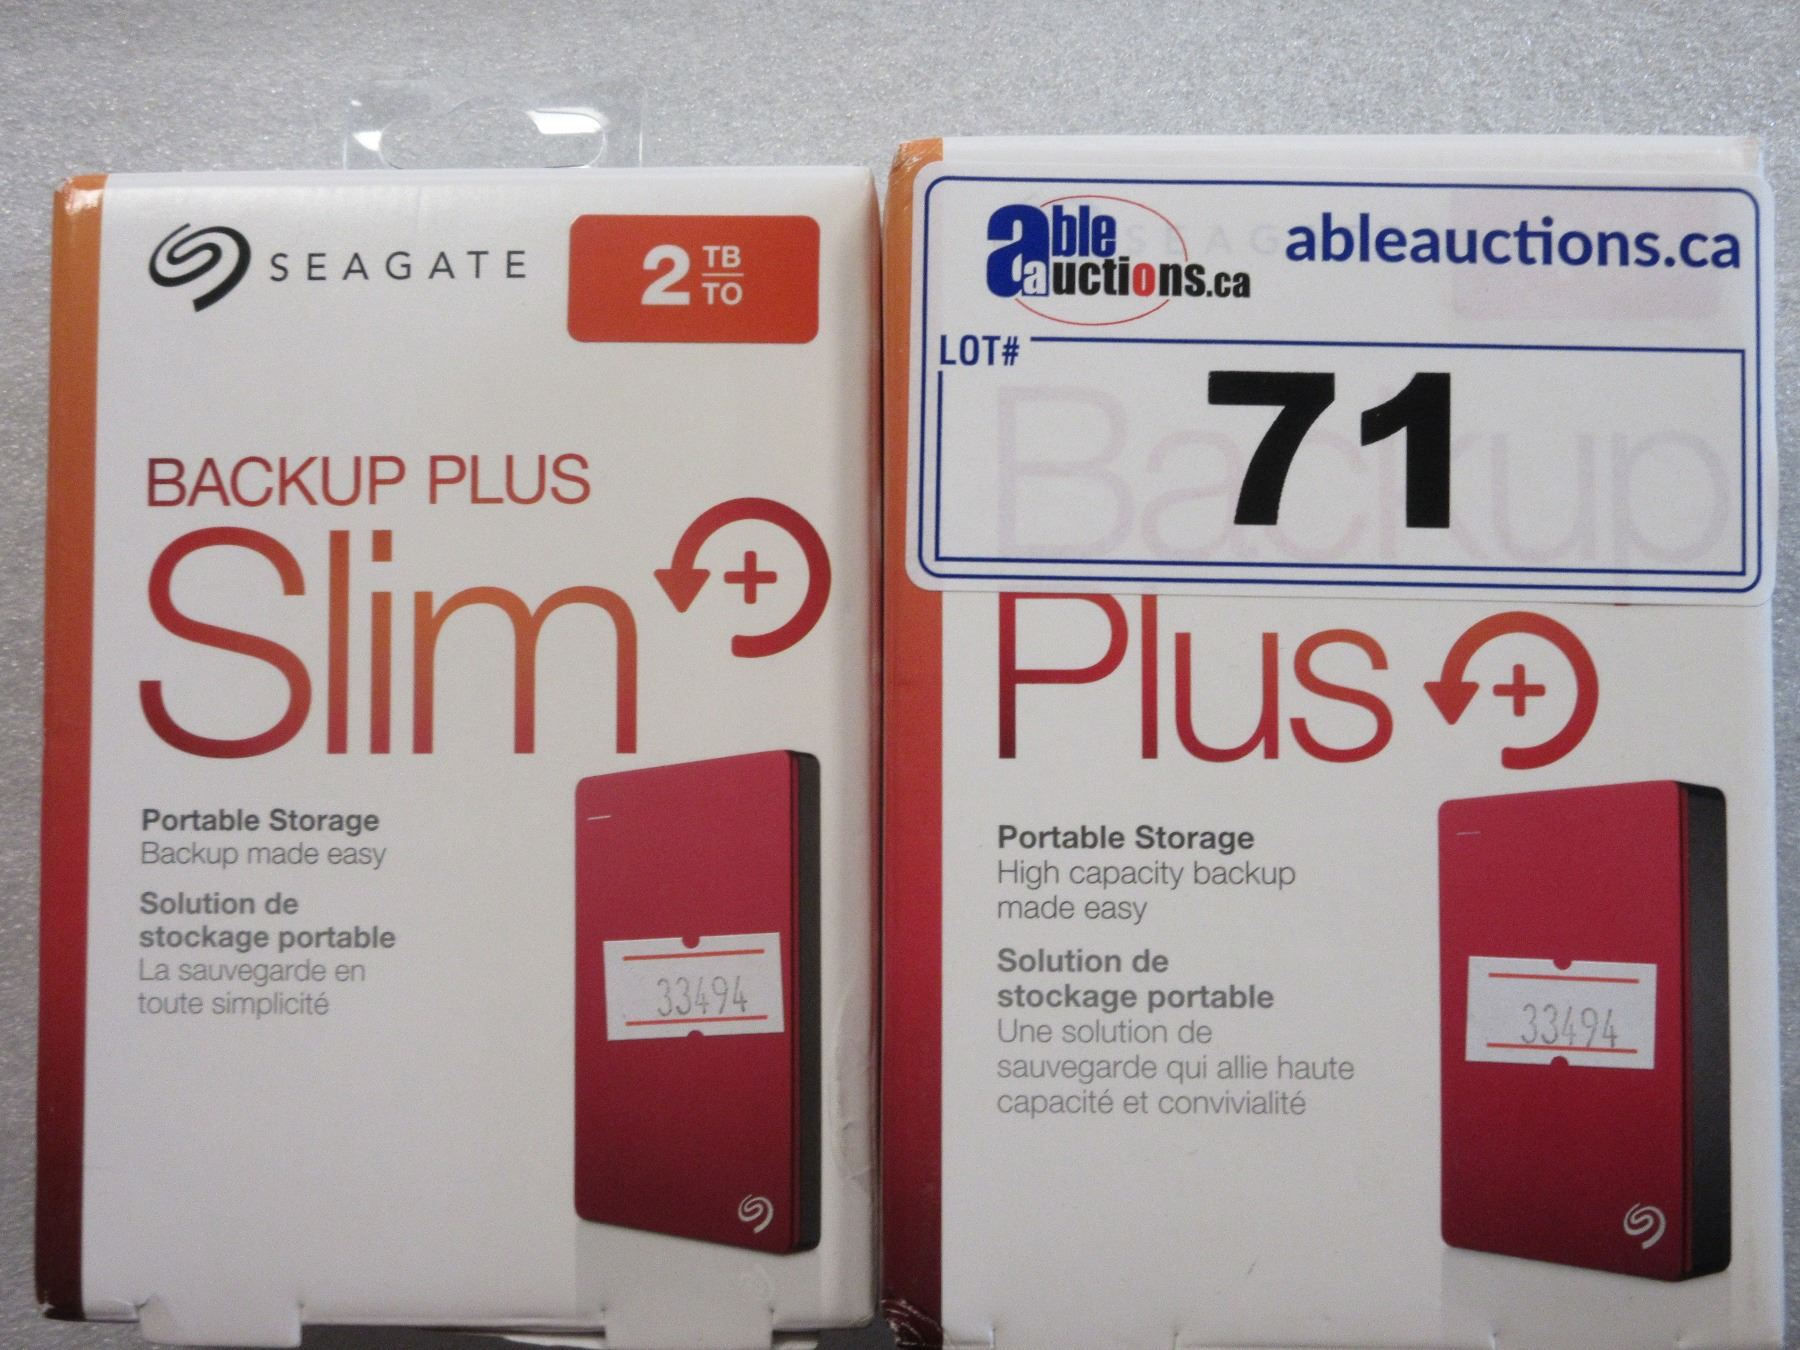 SEAGATE
2 TB
TO
BACKUP PLUS
Slim
Portable Storage
Backup made easy
Solution de
stockage portable
La sauvegarde en
toute simplicité
33494
able
auctions.ca
ableauctions.ca
LOT#
71
SEAG
Backup
Plus
Portable Storage
High capacity backup
made easy
Solution de
stockage portable
Une solution de
sauvegarde qui allie haute
capacité et convivialité
33494